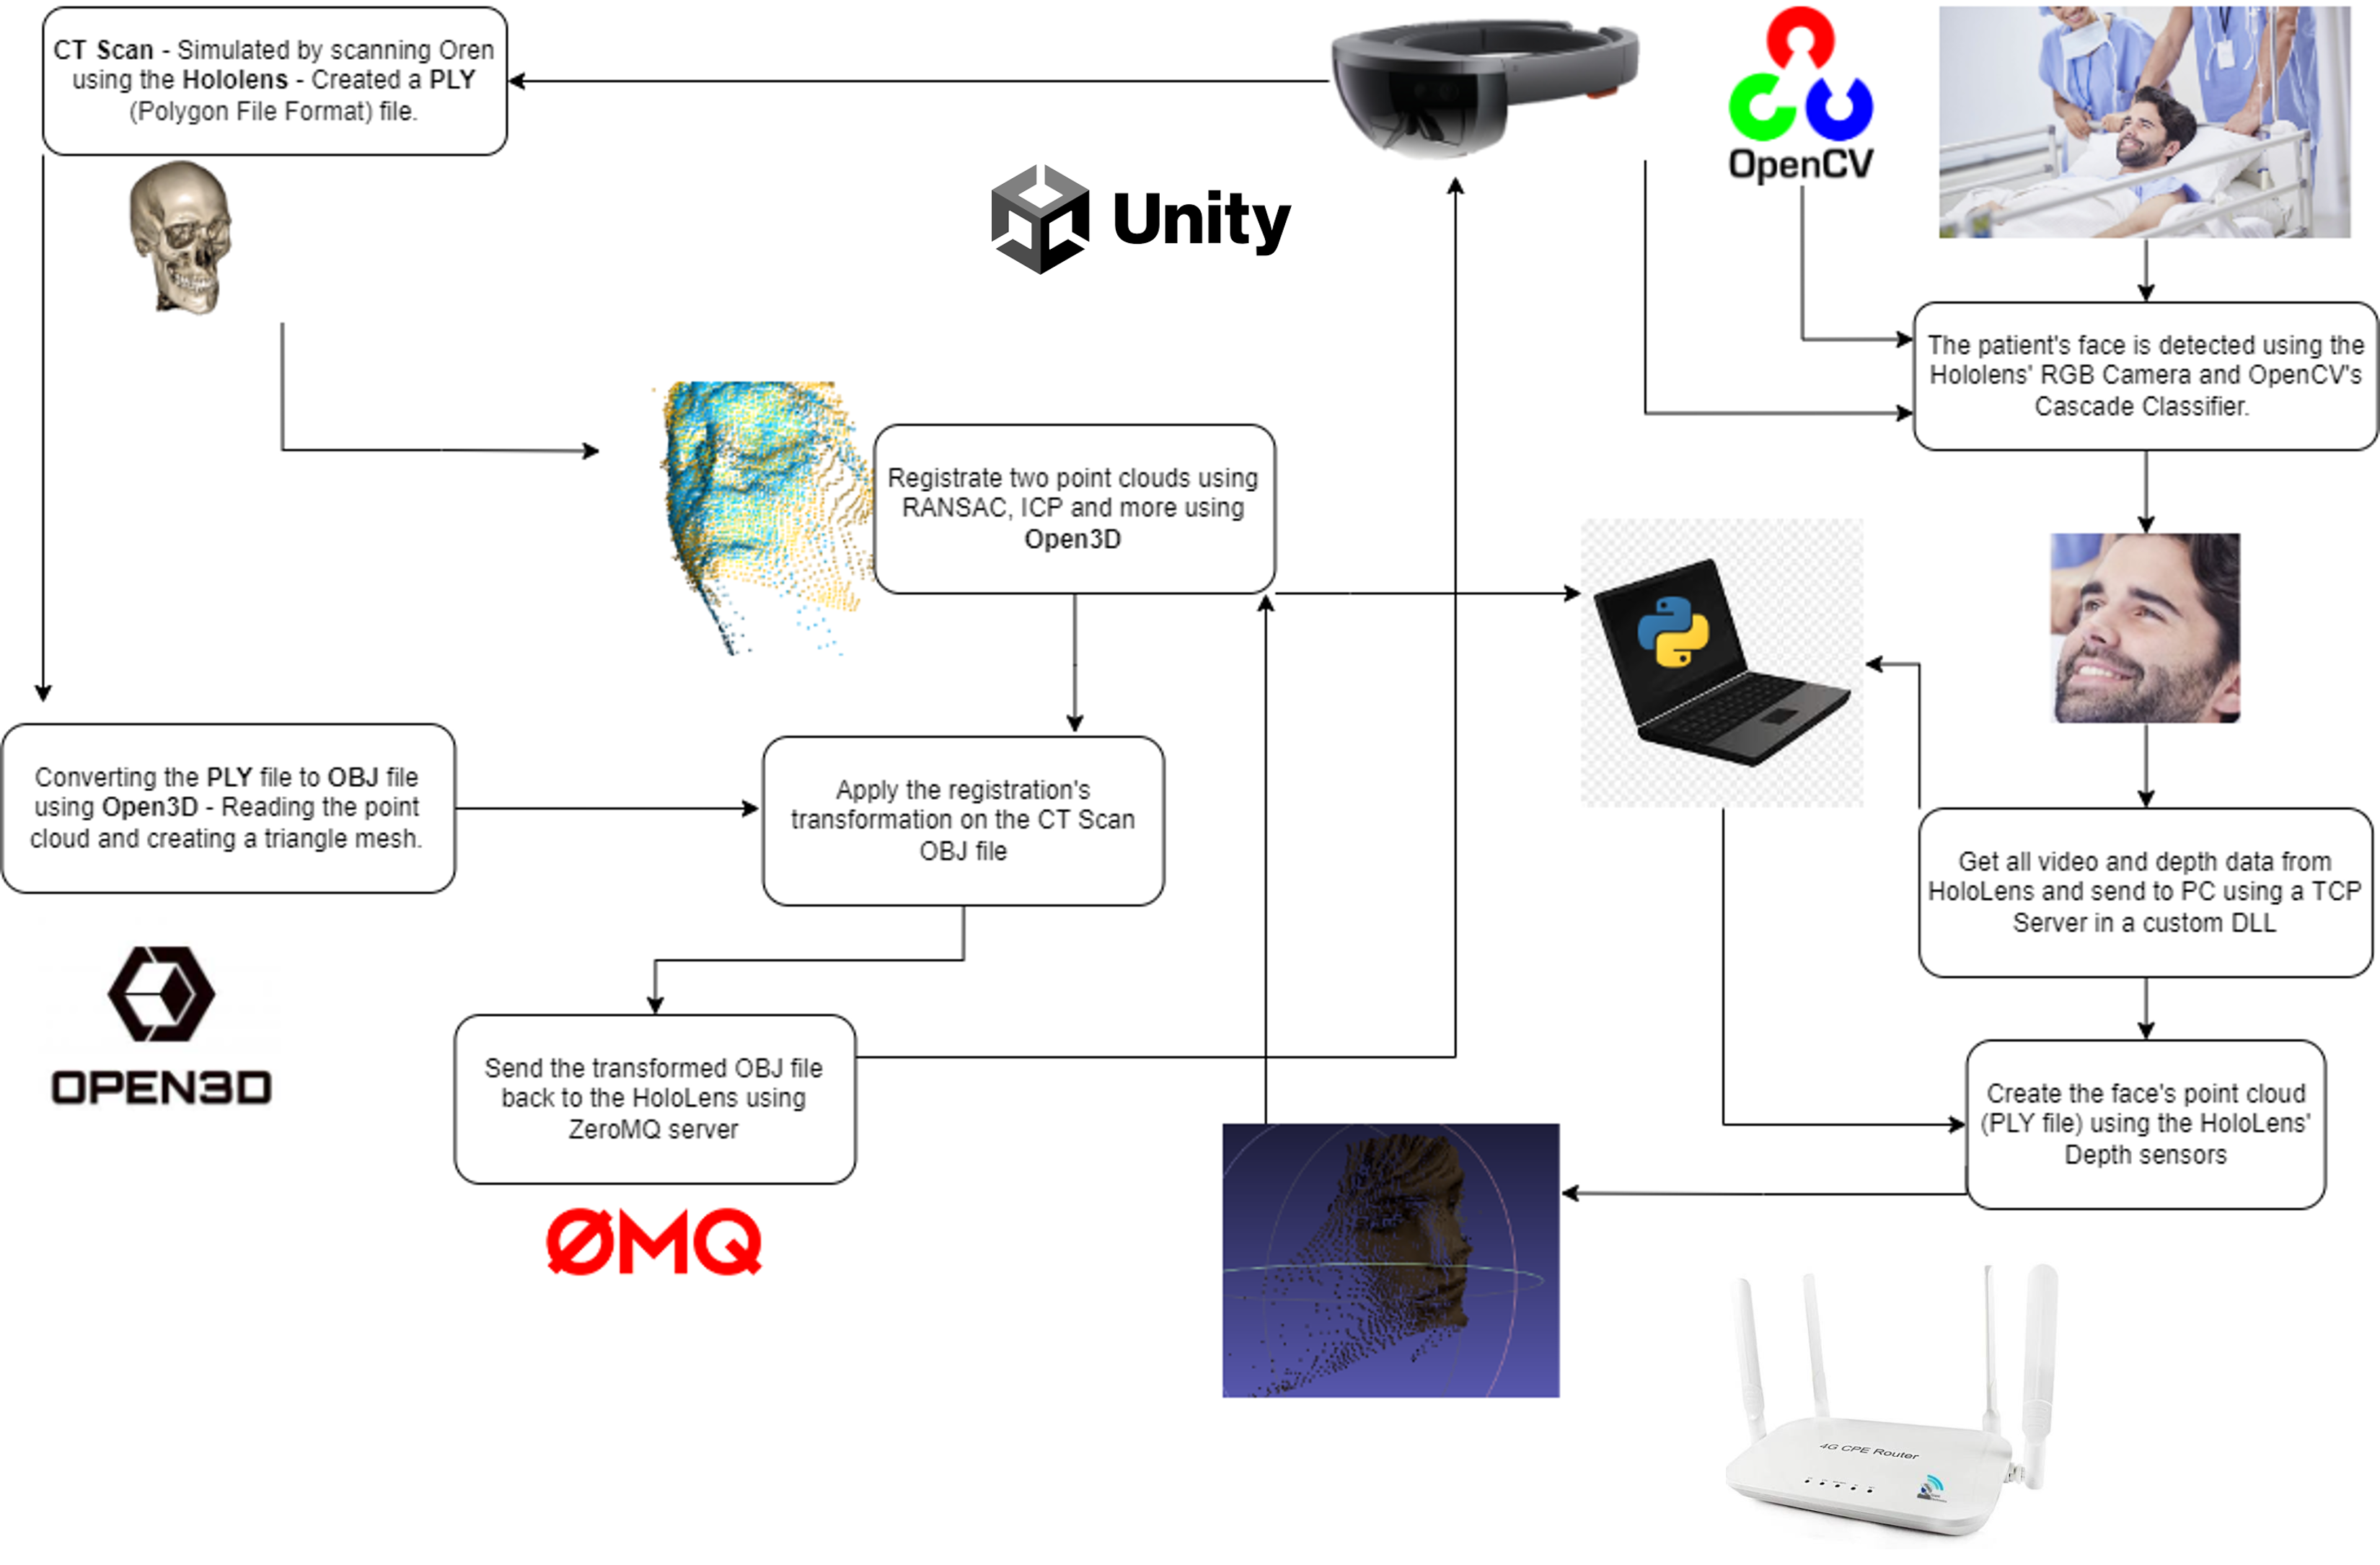 CT Scan - Simulated by scanning Oren
using the Hololens - Created a PLY
(Polygon File Format) file.
OpenCV
Unity
The patient's face is detected using the
Hololens' RGB Camera and OpenCV's
Cascade Classifier.
Registrate two point clouds using
RANSAC, ICP and more using
Open3D
Converting the PLY file to OBJ file
using Open3D - Reading the point
cloud and creating a triangle mesh.
Apply the registration's
transformation on the CT Scan
OBJ file
Get all video and depth data from
HoloLens and send to PC using a TCP
Server in a custom DLL
OPEN3D
Send the transformed OBJ file
back to the HoloLens using
ZeroMQ server
Create the face's point cloud
(PLY file) using the HoloLens'
Depth sensors
ØMQ
4G CPE Router